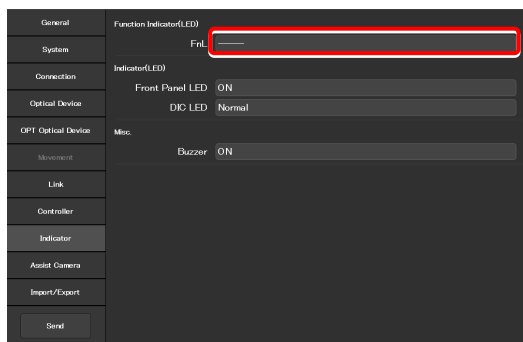 General
System
Connection
Optical Device
OPT Optical Device
Movement
Link
Controller
Indicator
Assist Camera
Import/Export
Send
Function Indicator(LED)
FnL -----
Indicator(LED)
Front Panel LED ON
DIC LED Normal
Misc.
Buzzer ON